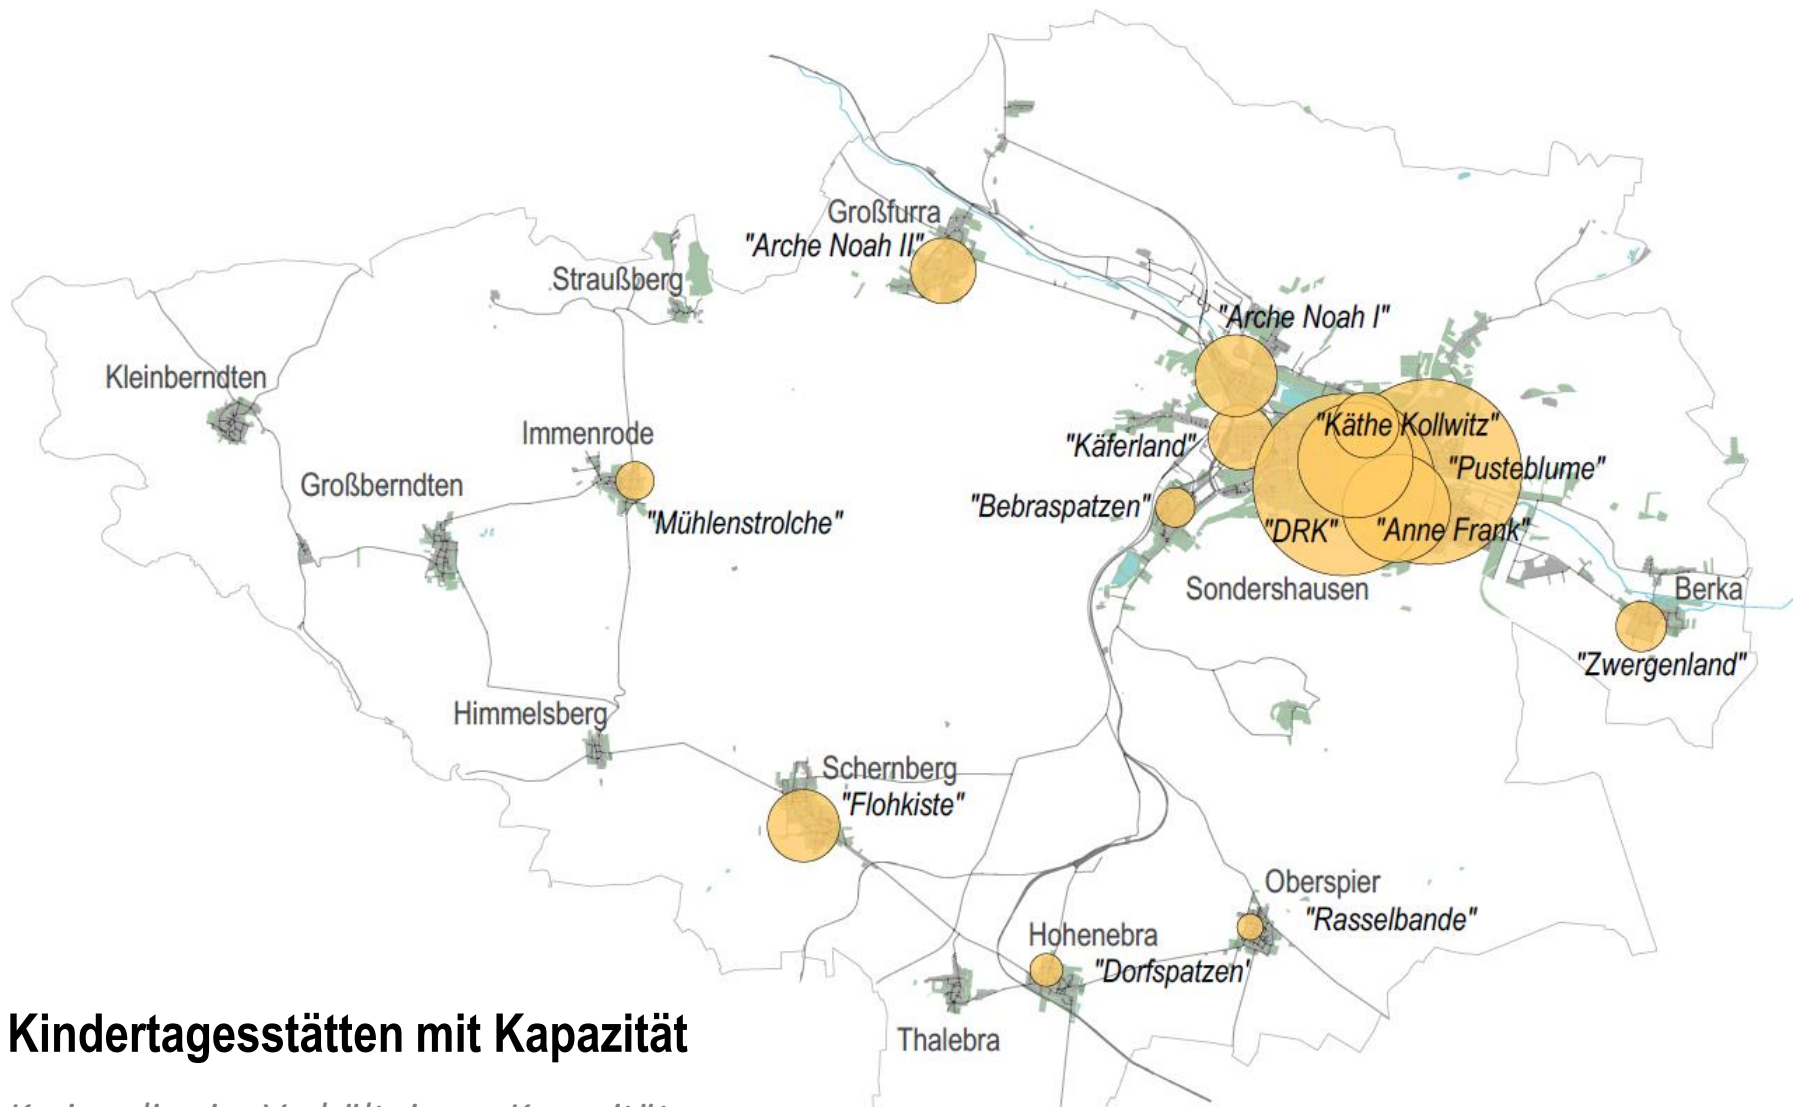 Großfurra
"Arche Noah II"
Straußberg
"Arche Noah I"
Kleinberndten
"Käthe Kollwitz"
Immenrode
"Käferland"
"Pusteblume"
Großberndten
"Bebraspatzen"
"Mühlenstrolche"
"DRK"
"Anne Frank"
Sondershausen
Berka
"Zwergenland"
Himmelsberg
Schernberg
"Flohkiste"
Oberspier
"Rasselbande"
Hohenebra
"Dorfspatzen'
Thalebra
Kindertagesstätten mit Kapazität